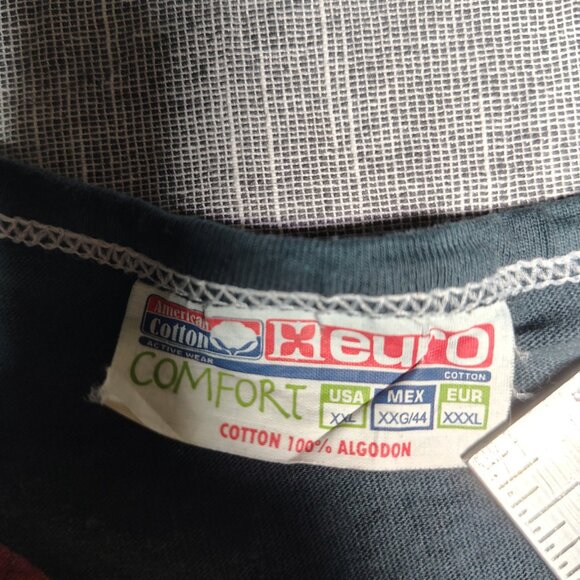 American
Cotton
ACTIVE WEAR
euro
COTTON
COMFORT
USA MEX EUR
XXL XXG/44 XXXL
COTTON 100% ALGODON